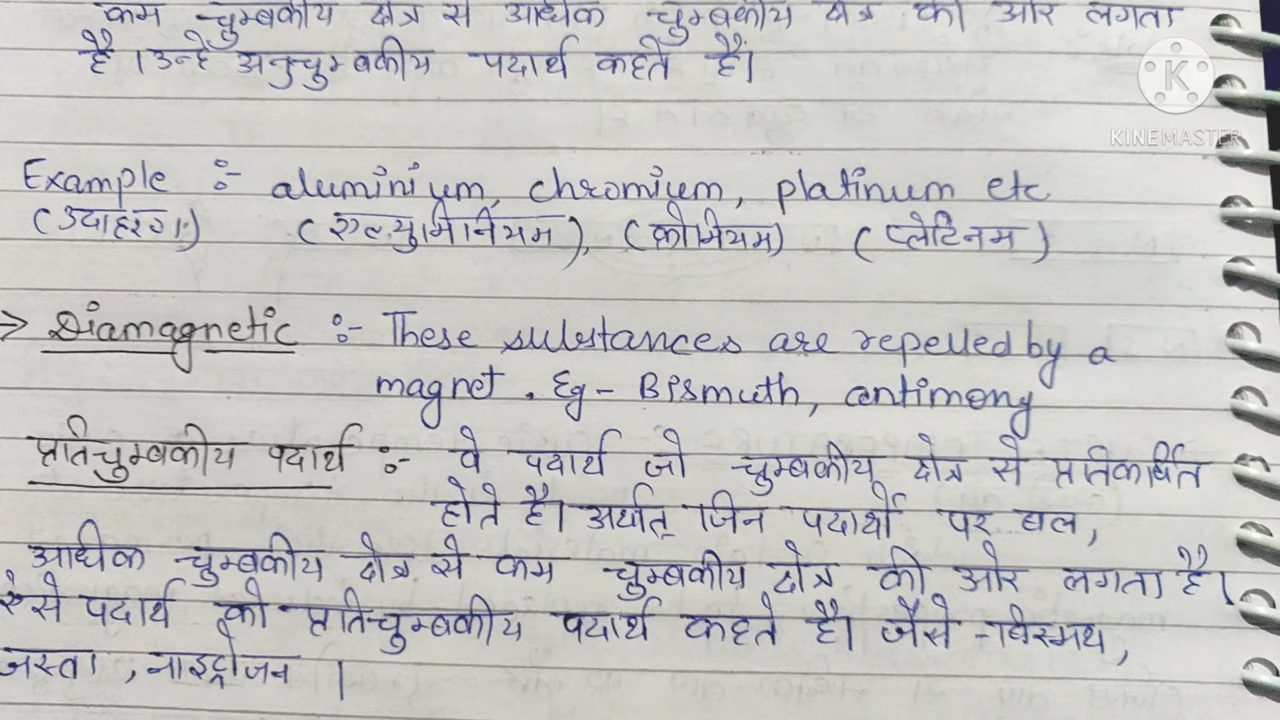 कम चुम्बकीय क्षेत्र से अधिक चुम्बकीय क्षेत्र की ओर लगता
है। उन्हें अनुचुम्बकीय पदार्थ कहते हैं।
K
KINEMASTER
Example :- aluminium, chromium, platinum etc
(उदाहरण) (एल्युमिनियम), (क्रोमियम) (प्लेटिनम)
→ Diamagnetic :- These substances are repelled by a
magnet. Eg - Bismuth, antimony
प्रतिचुम्बकीय पदार्थ :- वे पदार्थ जो चुम्बकीय क्षेत्र से प्रतिकर्षित
होते है। अर्थात् जिन पदार्थो पर बल,
अधिक चुम्बकीय क्षेत्र से कम चुम्बकीय क्षेत्र की ओर लगता है।
ऐसे पदार्थ को प्रतिचुम्बकीय पदार्थ कहते है। जैसे - बिस्मथ,
जस्ता, नाइट्रोजन ।